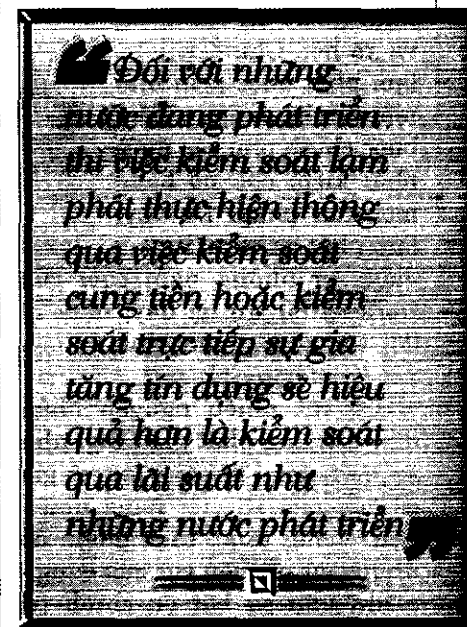 “Đối với những
nước đang phát triển
thì việc kiểm soát lạm
phát thực hiện thông
qua việc kiểm soát
cung tiền hoặc kiểm
soát trực tiếp sự gia
tăng tín dụng sẽ hiệu
quả hơn là kiểm soát
qua lãi suất như
những nước phát triển”